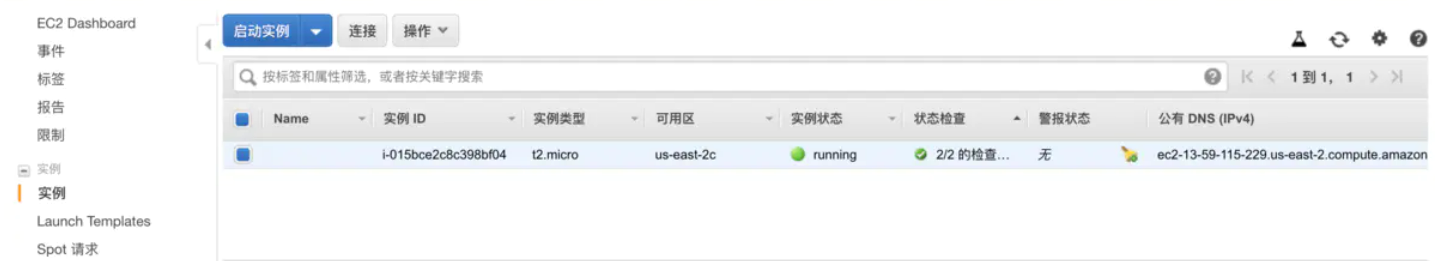 EC2 Dashboard
事件
标签
报告
限制
实例
实例
Launch Templates
Spot 请求
启动实例 连接 操作
按标签和属性筛选，或者按关键字搜索
1 到 1， 1
Name 实例 ID 实例类型 可用区 实例状态 状态检查 警报状态 公有 DNS (IPv4)
i-015bce2c8c398bf04 t2.micro us-east-2c running 2/2 的检查... 无 ec2-13-59-115-229.us-east-2.compute.amazon